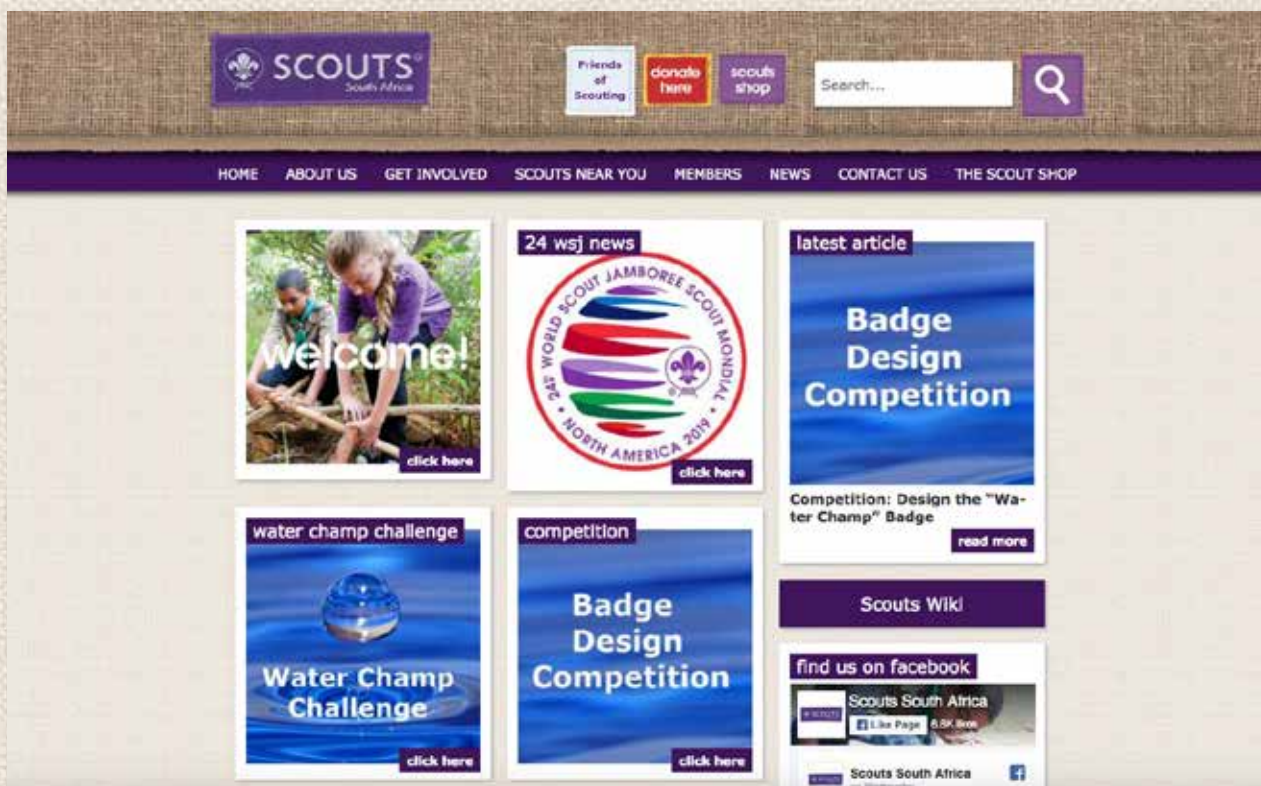 SCOUTS®
South Africa
Friends
of
Scouting
donate
here
scouts
shop
Search...
HOME ABOUT US GET INVOLVED SCOUTS NEAR YOU MEMBERS NEWS CONTACT US THE SCOUT SHOP
welcome!
click here
24 wsj news
24TH WORLD SCOUT JAMBOREE SCOUT MONDIAL • NORTH AMERICA 2019 •
click here
latest article
Badge
Design
Competition
Competition: Design the “Wa-
ter Champ” Badge
read more
water champ challenge
Water Champ
Challenge
click here
competition
Badge
Design
Competition
click here
Scouts Wiki
find us on facebook
Scouts South Africa
SCOUTS
Like Page 6.8K likes
Scouts South Africa